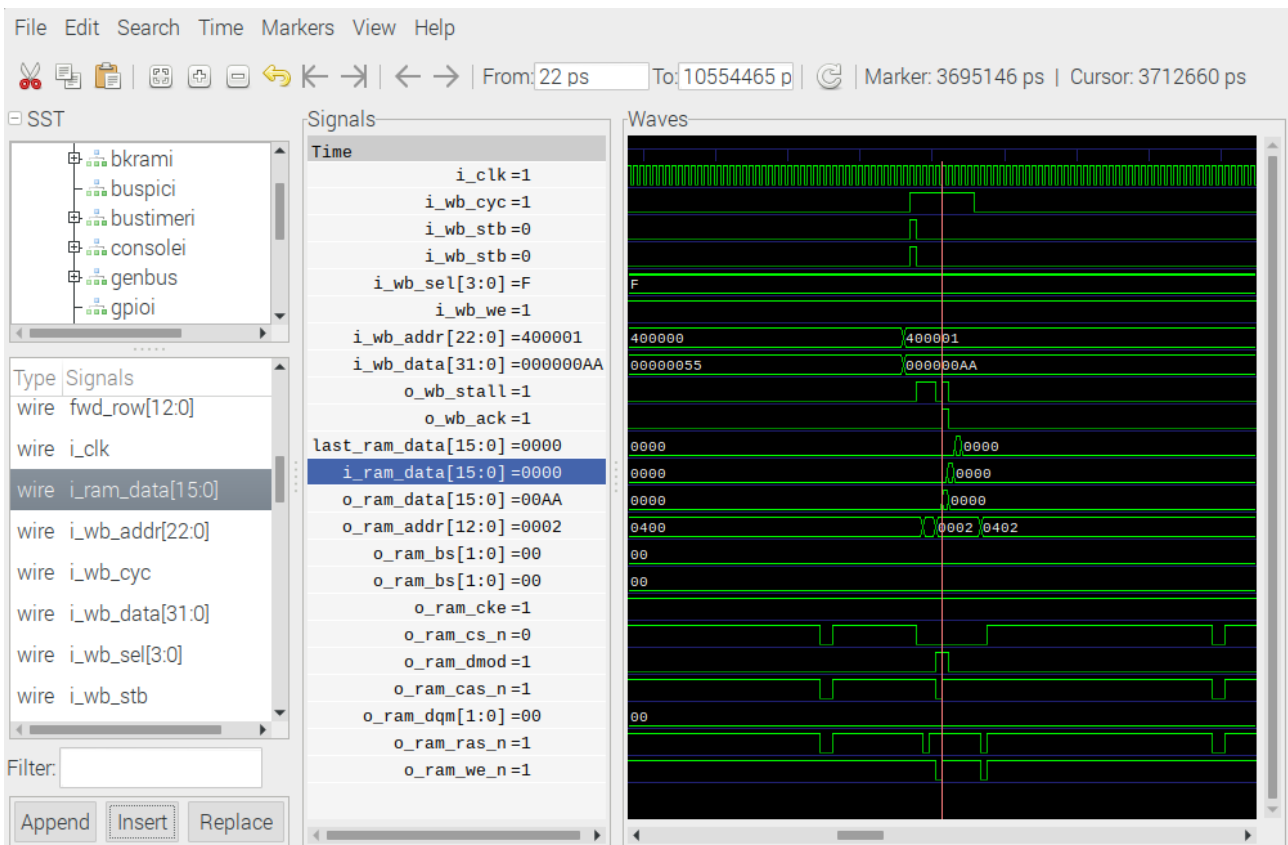 File Edit Search Time Markers View Help
From: 22 ps To: 10554465 p Marker: 3695146 ps | Cursor: 3712660 ps
SST
bkrami
buspici
bustimeri
consolei
genbus
gpioi
Type Signals
wire fwd_row[12:0]
wire i_clk
wire i_ram_data[15:0]
wire i_wb_addr[22:0]
wire i_wb_cyc
wire i_wb_data[31:0]
wire i_wb_sel[3:0]
wire i_wb_stb
Filter:
Append Insert Replace
Signals
Time
i_clk=1
i_wb_cyc=1
i_wb_stb=0
i_wb_stb=0
i_wb_sel[3:0]=F
i_wb_we=1
i_wb_addr[22:0]=400001
i_wb_data[31:0]=000000AA
o_wb_stall=1
o_wb_ack=1
last_ram_data[15:0]=0000
i_ram_data[15:0]=0000
o_ram_data[15:0]=00AA
o_ram_addr[12:0]=0002
o_ram_bs[1:0]=00
o_ram_bs[1:0]=00
o_ram_cke=1
o_ram_cs_n=0
o_ram_dmod=1
o_ram_cas_n=1
o_ram_dqm[1:0]=00
o_ram_ras_n=1
o_ram_we_n=1
Waves
F
400000 400001
00000055 000000AA
0000 0000
0000 0000
0000 0000
0400 0002 0402
00
00
00